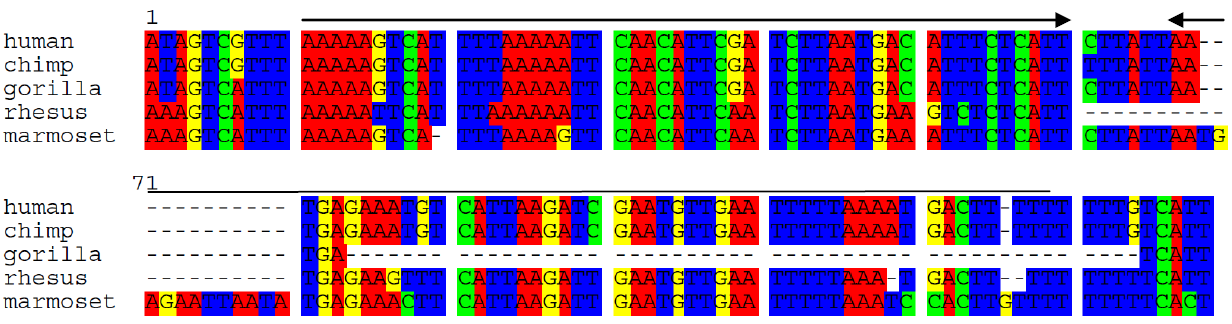 1
human ATAGTCGTTT AAAAAGTCAT TTTAAAAATT CAACATTCGA TCTTAATGAC ATTTCTCATT CTTATTAA--
chimp ATAGTCGTTT AAAAAGTCAT TTTAAAAATT CAACATTCGA TCTTAATGAC ATTTCTCATT TTTATTAA--
gorilla ATAGTCATTT AAAAAGTCAT TTTAAAAATT CAACATTCGA TCTTAATGAC ATTTCTCATT CTTATTAA--
rhesus AAAGTCATTT AAAAATTCAT TTAAAAAATT CAACATTCAA TCTTAATGAA GTCTCTCATT ----------
marmoset AAAGTCATTT AAAAAGTCA- TTTAAAAGTT CAACATTCAA TCTTAATGAA ATTTCTCATT CTTATTAATG
71
human ---------- TGAGAAATGT CATTAAGATC GAATGTTGAA TTTTTAAAAT GACTT-TTTT TTTGTCATT
chimp ---------- TGAGAAATGT CATTAAGATC GAATGTTGAA TTTTTAAAAT GACTT-TTTT TTTGTCATT
gorilla ---------- TGA------- ---------- ---------- ---------- ---------- ----TCATT
rhesus ---------- TGAGAAGTTT CATTAAGATT GAATGTTGAA TTTTTAAA-T GACTT--TTT TTTTTCATT
marmoset AGAATTAATA TGAGAAACTT CATTAAGATT GAATGTTGAA TTTTTAAATC CACTTGTTTT TTTTTCACT